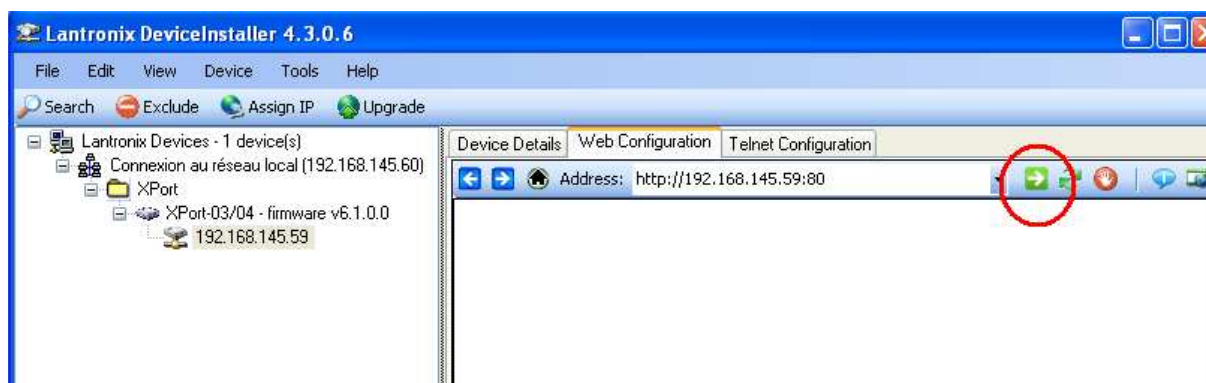 Lantronix DeviceInstaller 4.3.0.6
File Edit View Device Tools Help
Search Exclude Assign IP Upgrade
Lantronix Devices - 1 device(s)
Connexion au réseau local (192.168.145.60)
XPort
XPort-03/04 - firmware v6.1.0.0
192.168.145.59
Device Details Web Configuration Telnet Configuration
Address: http://192.168.145.59:80